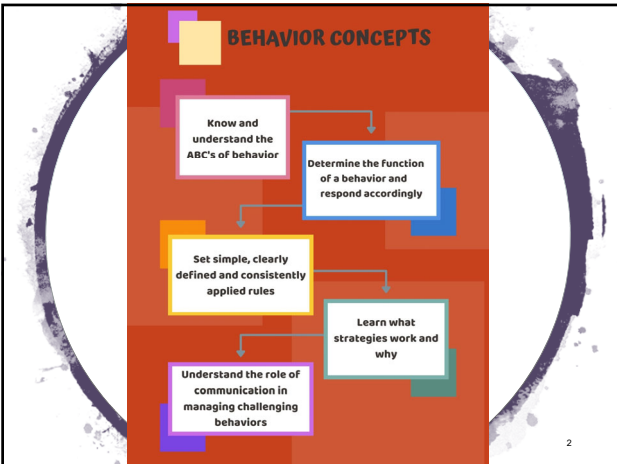 BEHAVIOR CONCEPTS
Know and
understand the
ABC's of behavior
Determine the function
of a behavior and
respond accordingly
Set simple, clearly
defined and consistently
applied rules
Learn what
strategies work and
why
Understand the role of
communication in
managing challenging
behaviors
2